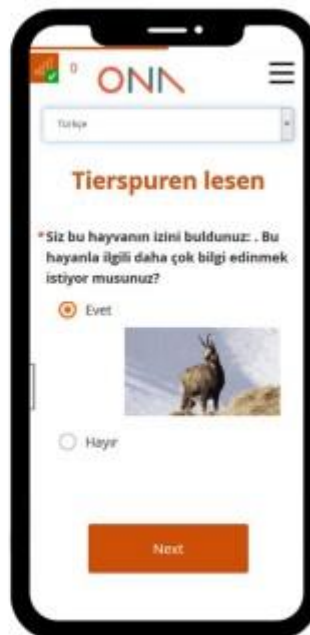 0
ONA
Türkçe
Tierspuren lesen
*Siz bu hayvanın izini buldunuz: . Bu
hayanla ilgili daha çok bilgi edinmek
istiyor musunuz?
Evet
Hayır
Next